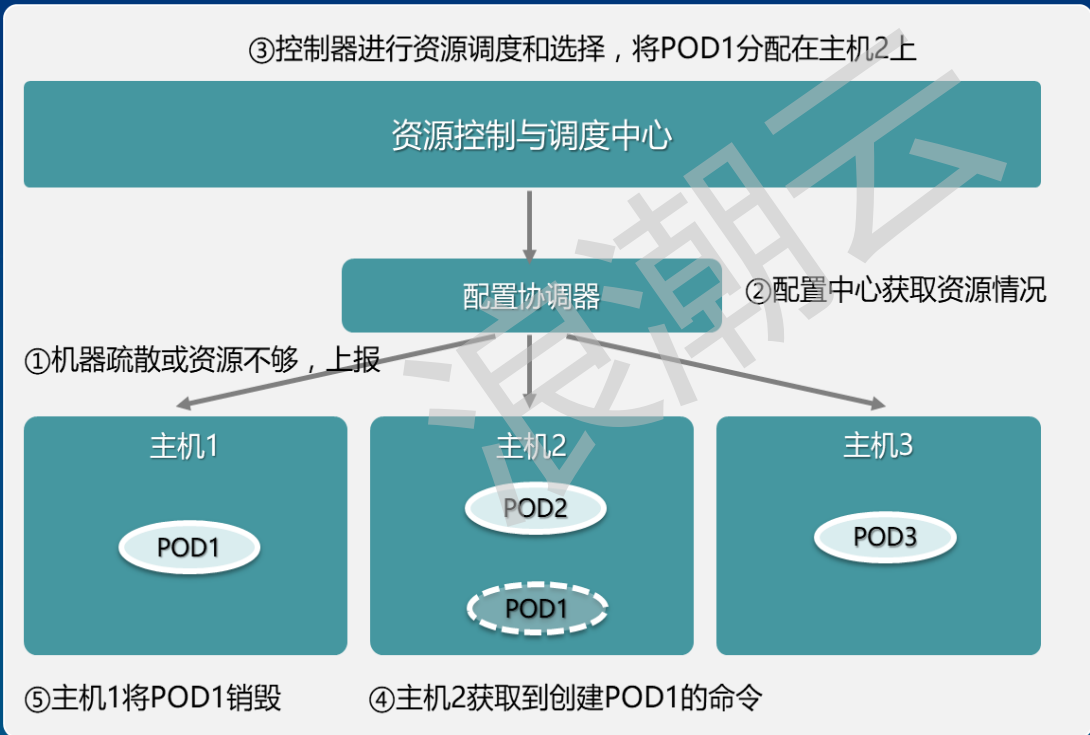 ③控制器进行资源调度和选择，将POD1分配在主机2上
资源控制与调度中心
配置协调器
②配置中心获取资源情况
①机器疏散或资源不够，上报
主机1
主机2
主机3
POD2
POD1
POD3
POD1
⑤主机1将POD1销毁
④主机2获取到创建POD1的命令
浪潮云